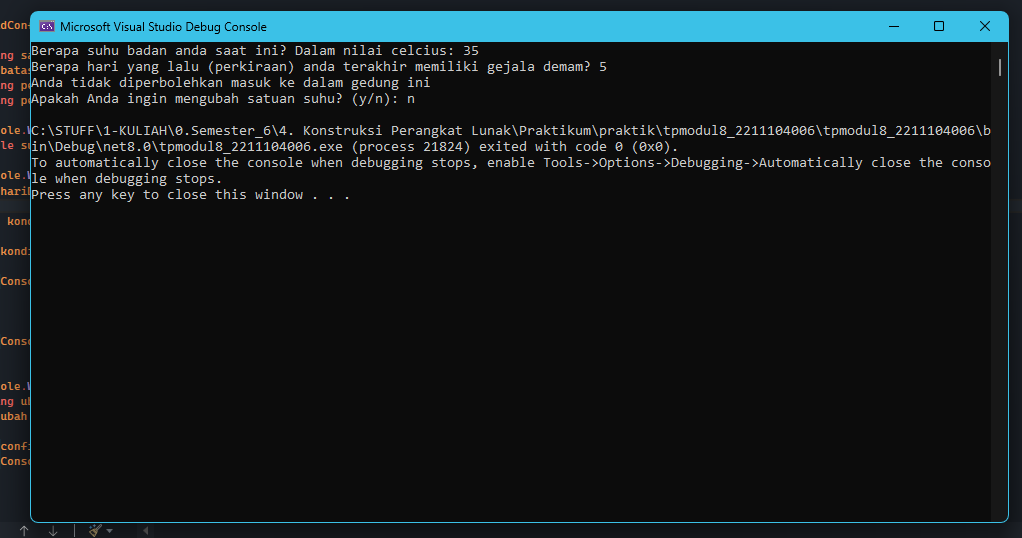 Microsoft Visual Studio Debug Console
Berapa suhu badan anda saat ini? Dalam nilai celcius: 35
Berapa hari yang lalu (perkiraan) anda terakhir memiliki gejala demam? 5
Anda tidak diperbolehkan masuk ke dalam gedung ini
Apakah Anda ingin mengubah satuan suhu? (y/n): n
C:\STUFF\1-KULIAH\0.Semester_6\4. Konstruksi Perangkat Lunak\Praktikum\praktik\tpmodul8_2211104006\tpmodul8_2211104006\b
in\Debug\net8.0\tpmodul8_2211104006.exe (process 21824) exited with code 0 (0x0).
To automatically close the console when debugging stops, enable Tools->Options->Debugging->Automatically close the conso
le when debugging stops.
Press any key to close this window . . .